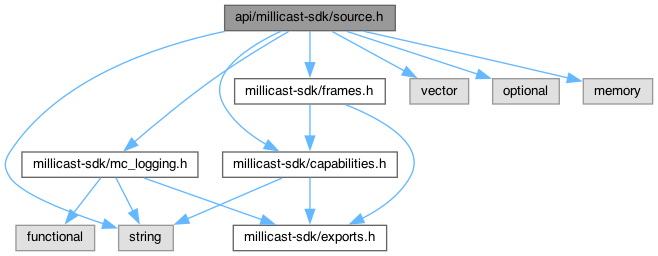 api/millicast-sdk/source.h
millicast-sdk/frames.h
vector
optional
memory
millicast-sdk/mc_logging.h
millicast-sdk/capabilities.h
functional
string
millicast-sdk/exports.h